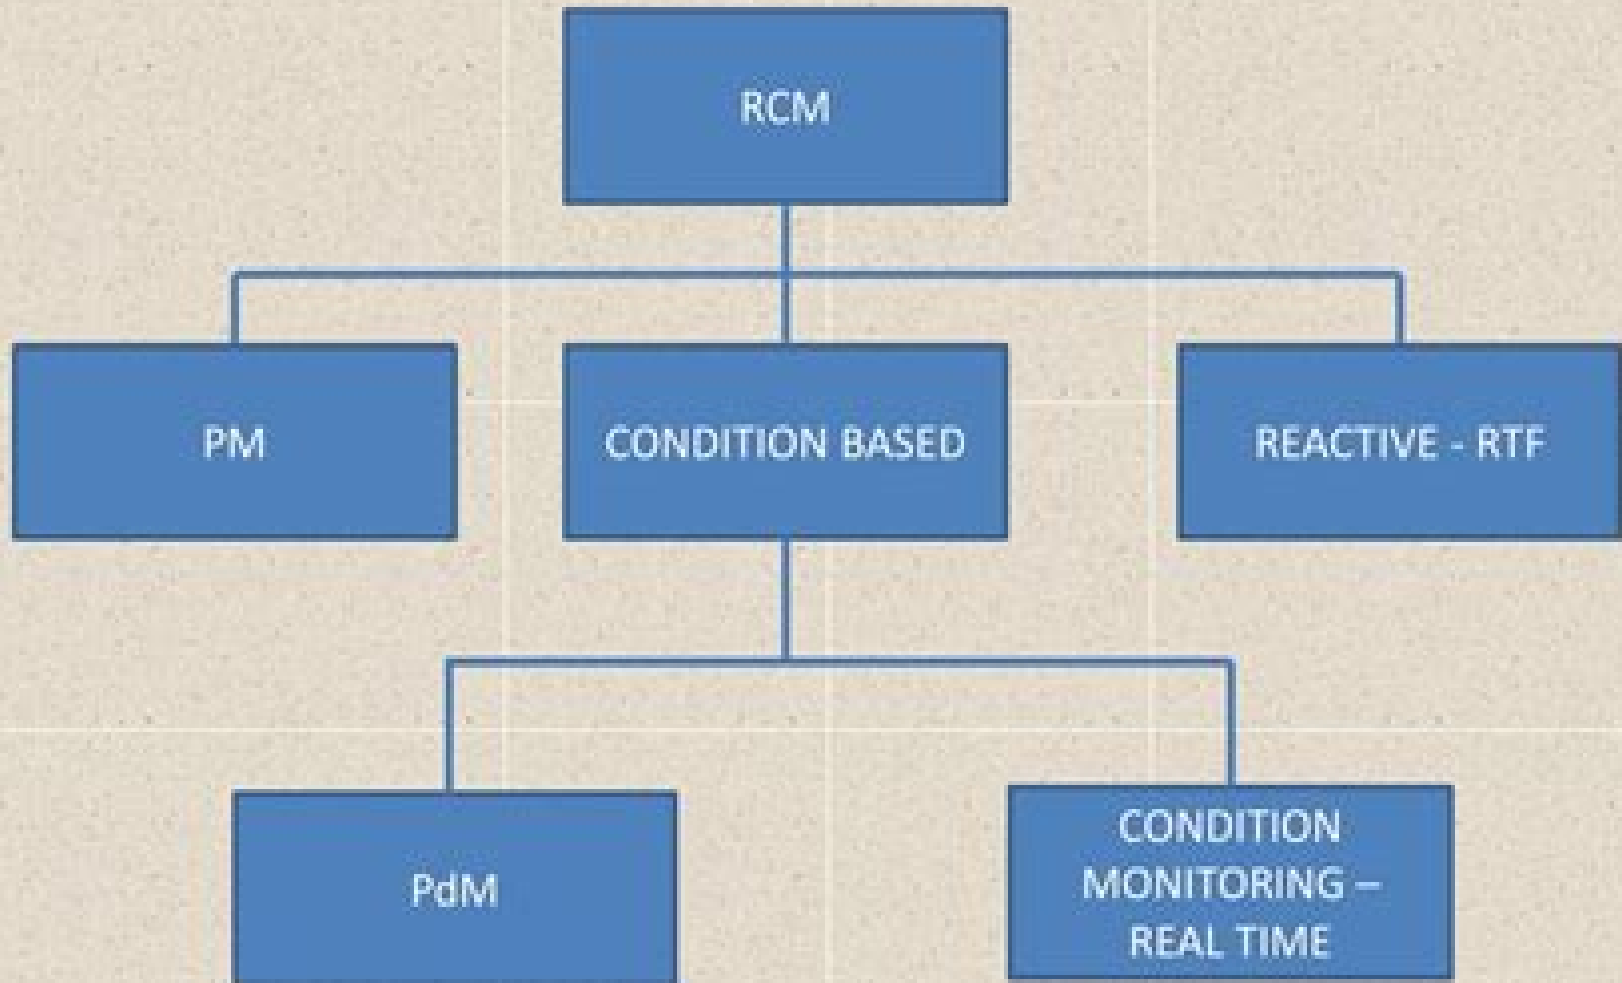 RCM
PM
CONDITION BASED
REACTIVE - RTF
PdM
CONDITION
MONITORING –
REAL TIME